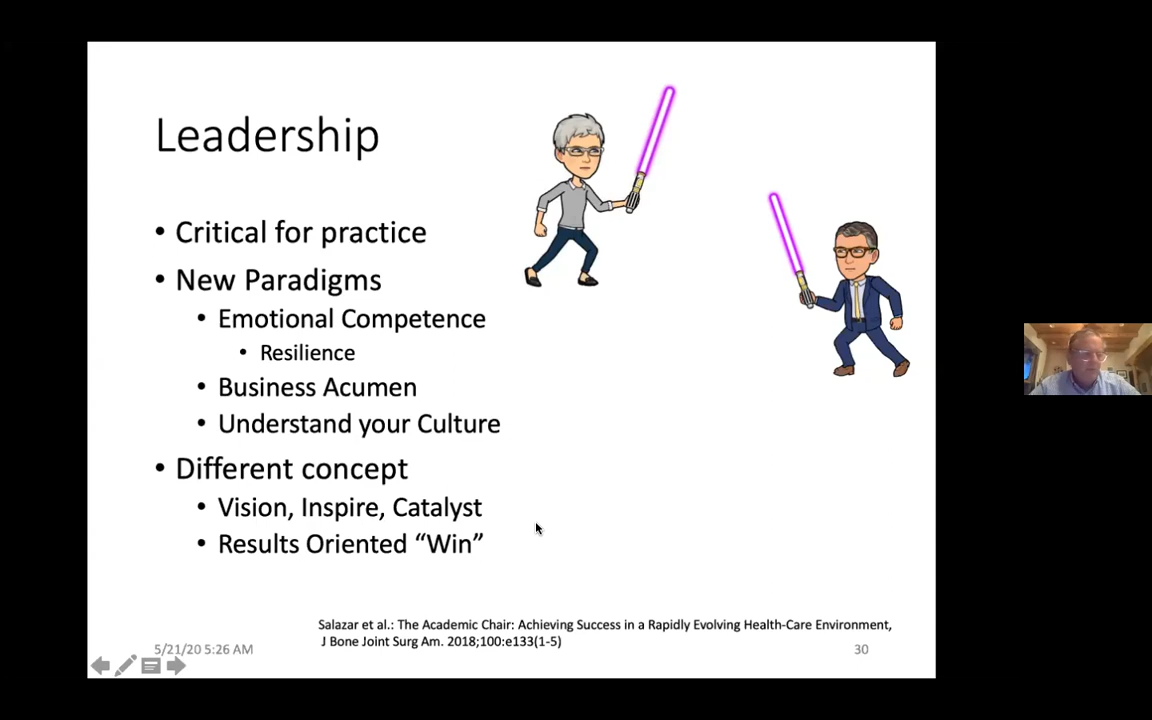 Leadership
• Critical for practice
• New Paradigms
• Emotional Competence
• Resilience
• Business Acumen
• Understand your Culture
• Different concept
• Vision, Inspire, Catalyst
• Results Oriented “Win”
Salazar et al.: The Academic Chair: Achieving Success in a Rapidly Evolving Health-Care Environment,
J Bone Joint Surg Am. 2018;100:e133(1-5)
5/21/20 5:26 AM
30